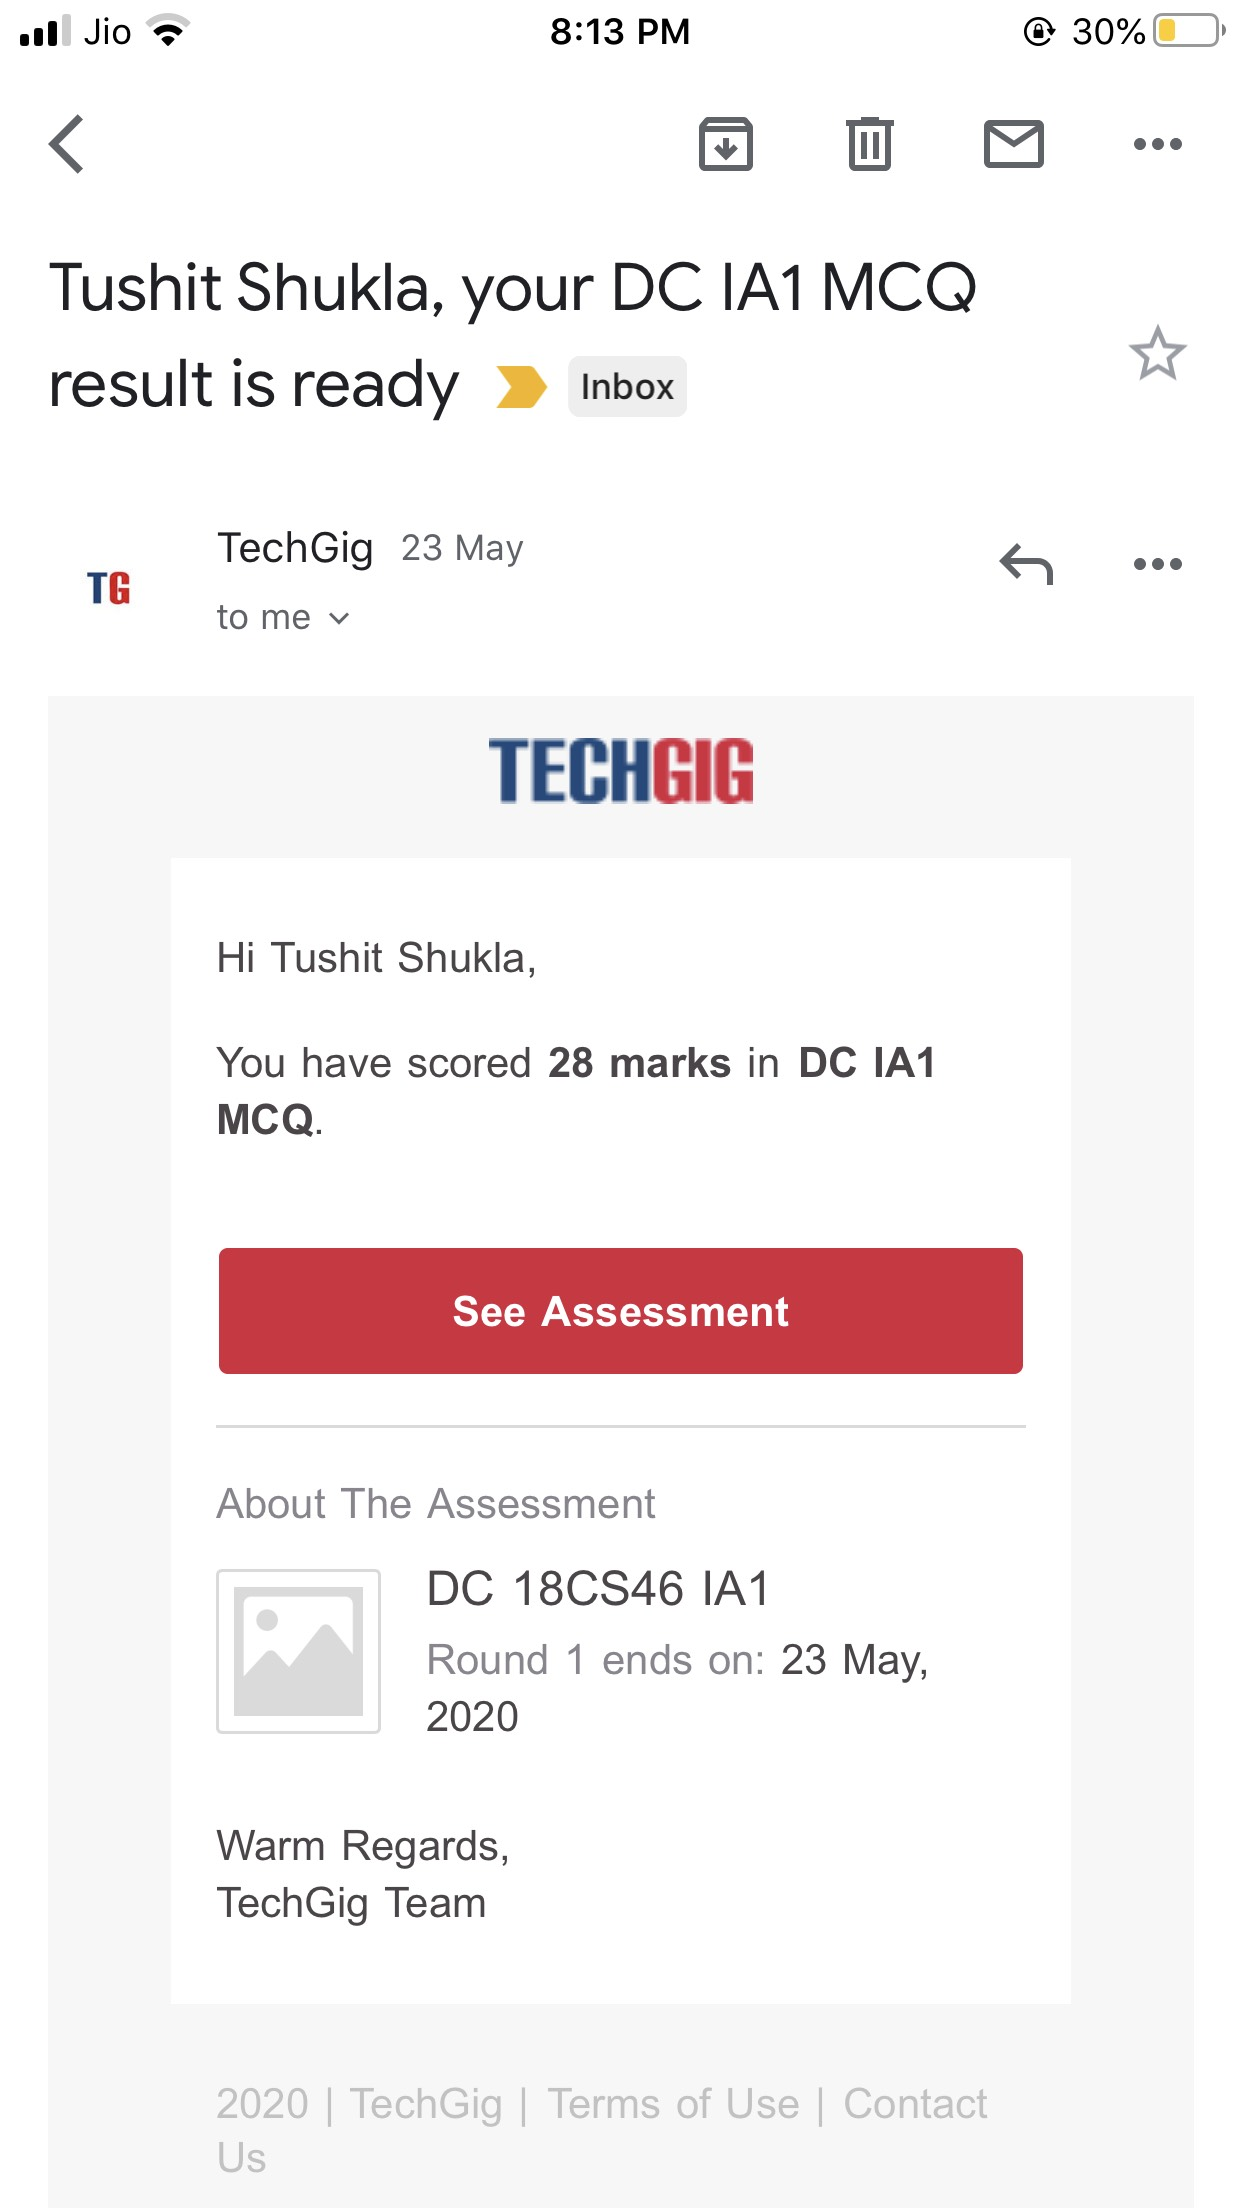 Jio 8:13 PM 30%
Tushit Shukla, your DC IA1 MCQ
result is ready Inbox
TG
TechGig 23 May
to me
TECHGIG
Hi Tushit Shukla,
You have scored 28 marks in DC IA1
MCQ.
See Assessment
About The Assessment
DC 18CS46 IA1
Round 1 ends on: 23 May,
2020
Warm Regards,
TechGig Team
2020 | TechGig | Terms of Use | Contact
Us